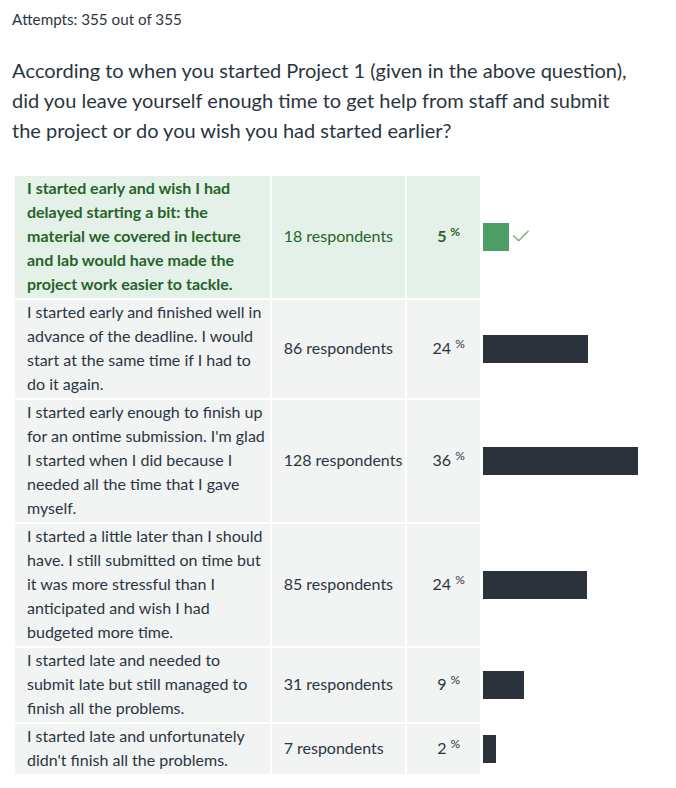 Attempts: 355 out of 355
According to when you started Project 1 (given in the above question),
did you leave yourself enough time to get help from staff and submit
the project or do you wish you had started earlier?
I started early and wish I had
delayed starting a bit: the
material we covered in lecture
and lab would have made the
project work easier to tackle.
18 respondents
5 %
I started early and finished well in
advance of the deadline. I would
start at the same time if I had to
do it again.
86 respondents
24 %
I started early enough to finish up
for an ontime submission. I'm glad
I started when I did because I
needed all the time that I gave
myself.
128 respondents
36 %
I started a little later than I should
have. I still submitted on time but
it was more stressful than I
anticipated and wish I had
budgeted more time.
85 respondents
24 %
I started late and needed to
submit late but still managed to
finish all the problems.
31 respondents
9 %
I started late and unfortunately
didn't finish all the problems.
7 respondents
2 %